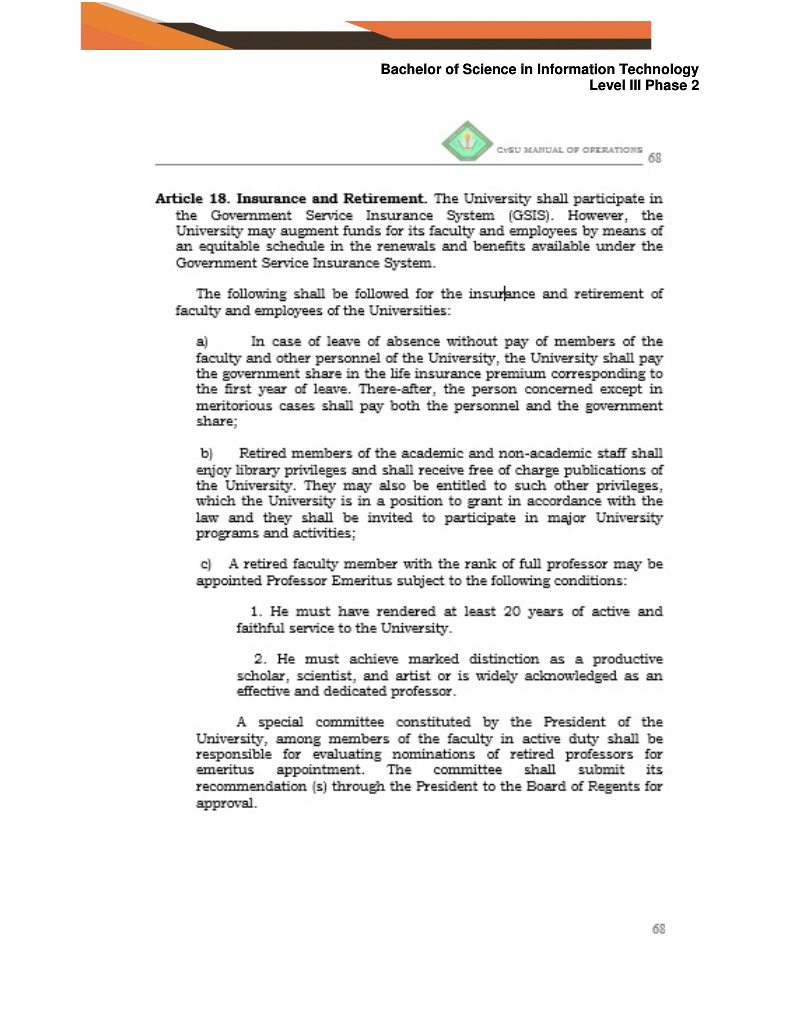 Bachelor of Science in Information Technology
Level III Phase 2
CvSU MANUAL OF OPERATIONS 68
Article 18. Insurance and Retirement. The University shall participate in
the Government Service Insurance System (GSIS). However, the
University may augment funds for its faculty and employees by means of
an equitable schedule in the renewals and benefits available under the
Government Service Insurance System.
The following shall be followed for the insurance and retirement of
faculty and employees of the Universities:
a) In case of leave of absence without pay of members of the
faculty and other personnel of the University, the University shall pay
the government share in the life insurance premium corresponding to
the first year of leave. There-after, the person concerned except in
meritorious cases shall pay both the personnel and the government
share;
b) Retired members of the academic and non-academic staff shall
enjoy library privileges and shall receive free of charge publications of
the University. They may also be entitled to such other privileges,
which the University is in a position to grant in accordance with the
law and they shall be invited to participate in major University
programs and activities;
c) A retired faculty member with the rank of full professor may be
appointed Professor Emeritus subject to the following conditions:
1. He must have rendered at least 20 years of active and
faithful service to the University.
2. He must achieve marked distinction as a productive
scholar, scientist, and artist or is widely acknowledged as an
effective and dedicated professor.
A special committee constituted by the President of the
University, among members of the faculty in active duty shall be
responsible for evaluating nominations of retired professors for
emeritus appointment. The committee shall submit its
recommendation (s) through the President to the Board of Regents for
approval.
68